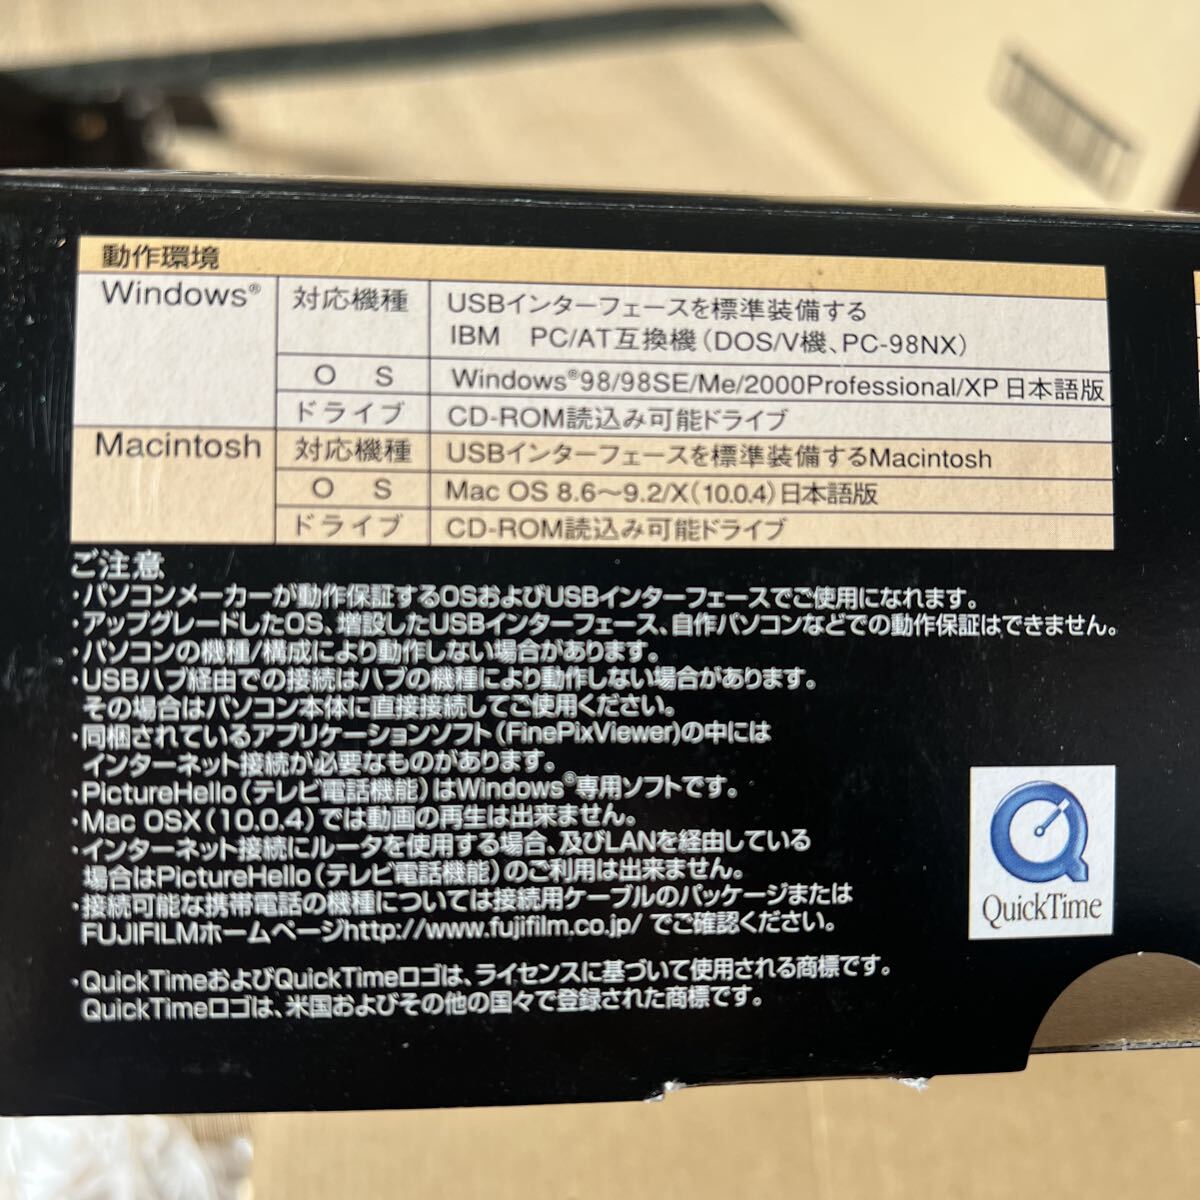 動作環境
Windows® 対応機種 USBインターフェースを標準装備する
IBM PC/AT互換機(DOS/V機、PC-98NX)
OS Windows®98/98SE/Me/2000Professional/XP 日本語版
ドライブ CD-ROM読込み可能ドライブ
Macintosh 対応機種 USBインターフェースを標準装備するMacintosh
OS Mac OS 8.6〜9.2/X(10.0.4)日本語版
ドライブ CD-ROM読込み可能ドライブ
ご注意
・パソコンメーカーが動作保証するOSおよびUSBインターフェースでご使用になれます。
・アップグレードしたOS、増設したUSBインターフェース、自作パソコンなどでの動作保証はできません。
・パソコンの機種/構成により動作しない場合があります。
・USBハブ経由での接続はハブの機種により動作しない場合があります。
その場合はパソコン本体に直接接続してご使用ください。
・同梱されているアプリケーションソフト(FinePixViewer)の中には
インターネット接続が必要なものがあります。
・PictureHello(テレビ電話機能)はWindows®専用ソフトです。
・Mac OSX(10.0.4)では動画の再生は出来ません。
・インターネット接続にルータを使用する場合、及びLANを経由している
場合はPictureHello(テレビ電話機能)のご利用は出来ません。
・接続可能な携帯電話の機種については接続用ケーブルのパッケージまたは
FUJIFILMホームページhttp://www.fujifilm.co.jp/ でご確認ください。
・QuickTimeおよびQuickTimeロゴは、ライセンスに基づいて使用される商標です。
QuickTimeロゴは、米国およびその他の国々で登録された商標です。
QuickTime